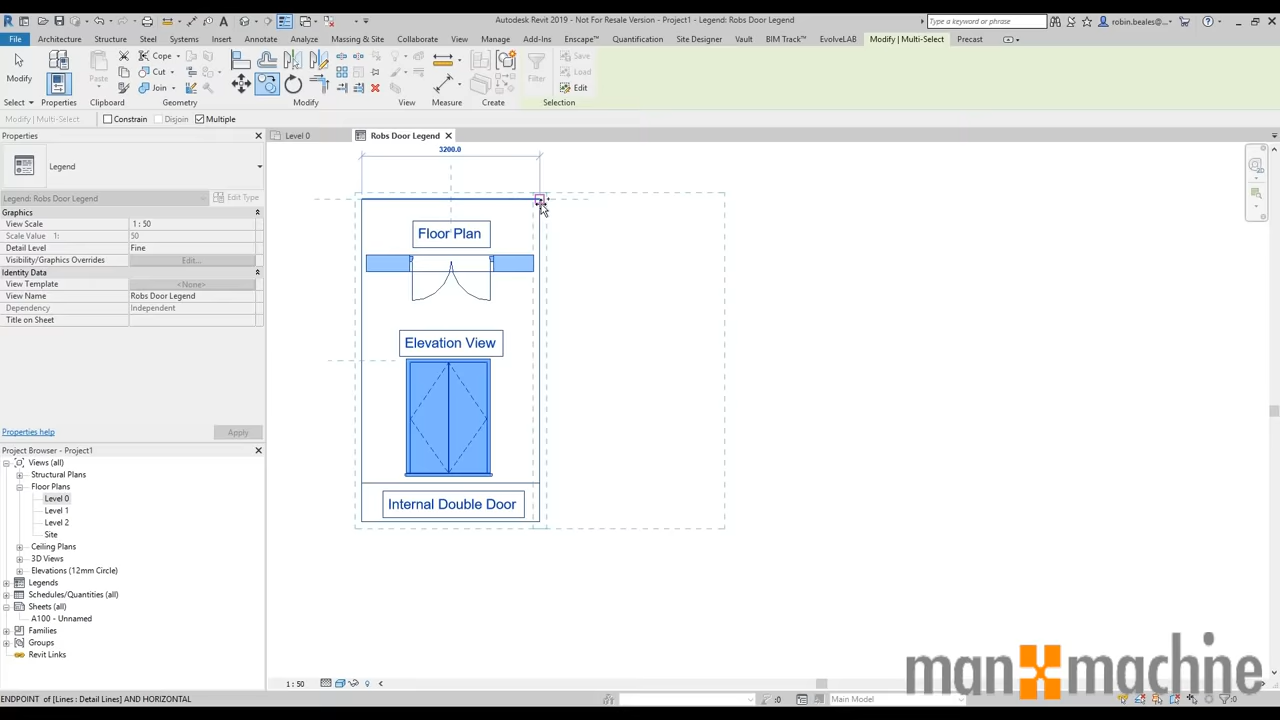 Autodesk Revit 2019 - Not For Resale Version - Project1 - Legend: Robs Door Legend
Type a keyword or phrase
robin.beales@...
File Architecture Structure Steel Systems Insert Annotate Analyze Massing & Site Collaborate View Manage Add-Ins Enscape™ Quantification Site Designer Vault BIM Track™ EvolveLAB Modify | Multi-Select Precast
Modify
Properties
Paste
Cope
Cut
Join
Filter
Save
Load
Edit
Select Properties Clipboard Geometry Modify View Measure Create Selection
Modify | Multi-Select
Constrain Disjoin Multiple
Properties
Level 0
Robs Door Legend
Legend
Legend: Robs Door Legend
Edit Type
Graphics
View Scale 1 : 50
Scale Value 1: 50
Detail Level Fine
Visibility/Graphics Overrides Edit...
Identity Data
View Template <None>
View Name Robs Door Legend
Dependency Independent
Title on Sheet
Properties help
Apply
Project Browser - Project1
Views (all)
Structural Plans
Floor Plans
Level 0
Level 1
Level 2
Site
Ceiling Plans
3D Views
Elevations (12mm Circle)
Legends
Schedules/Quantities (all)
Sheets (all)
A100 - Unnamed
Families
Groups
Revit Links
3200.0
Floor Plan
Elevation View
Internal Double Door
1 : 50
ENDPOINT of [Lines : Detail Lines] AND HORIZONTAL
:0
Main Model
:0
man machine